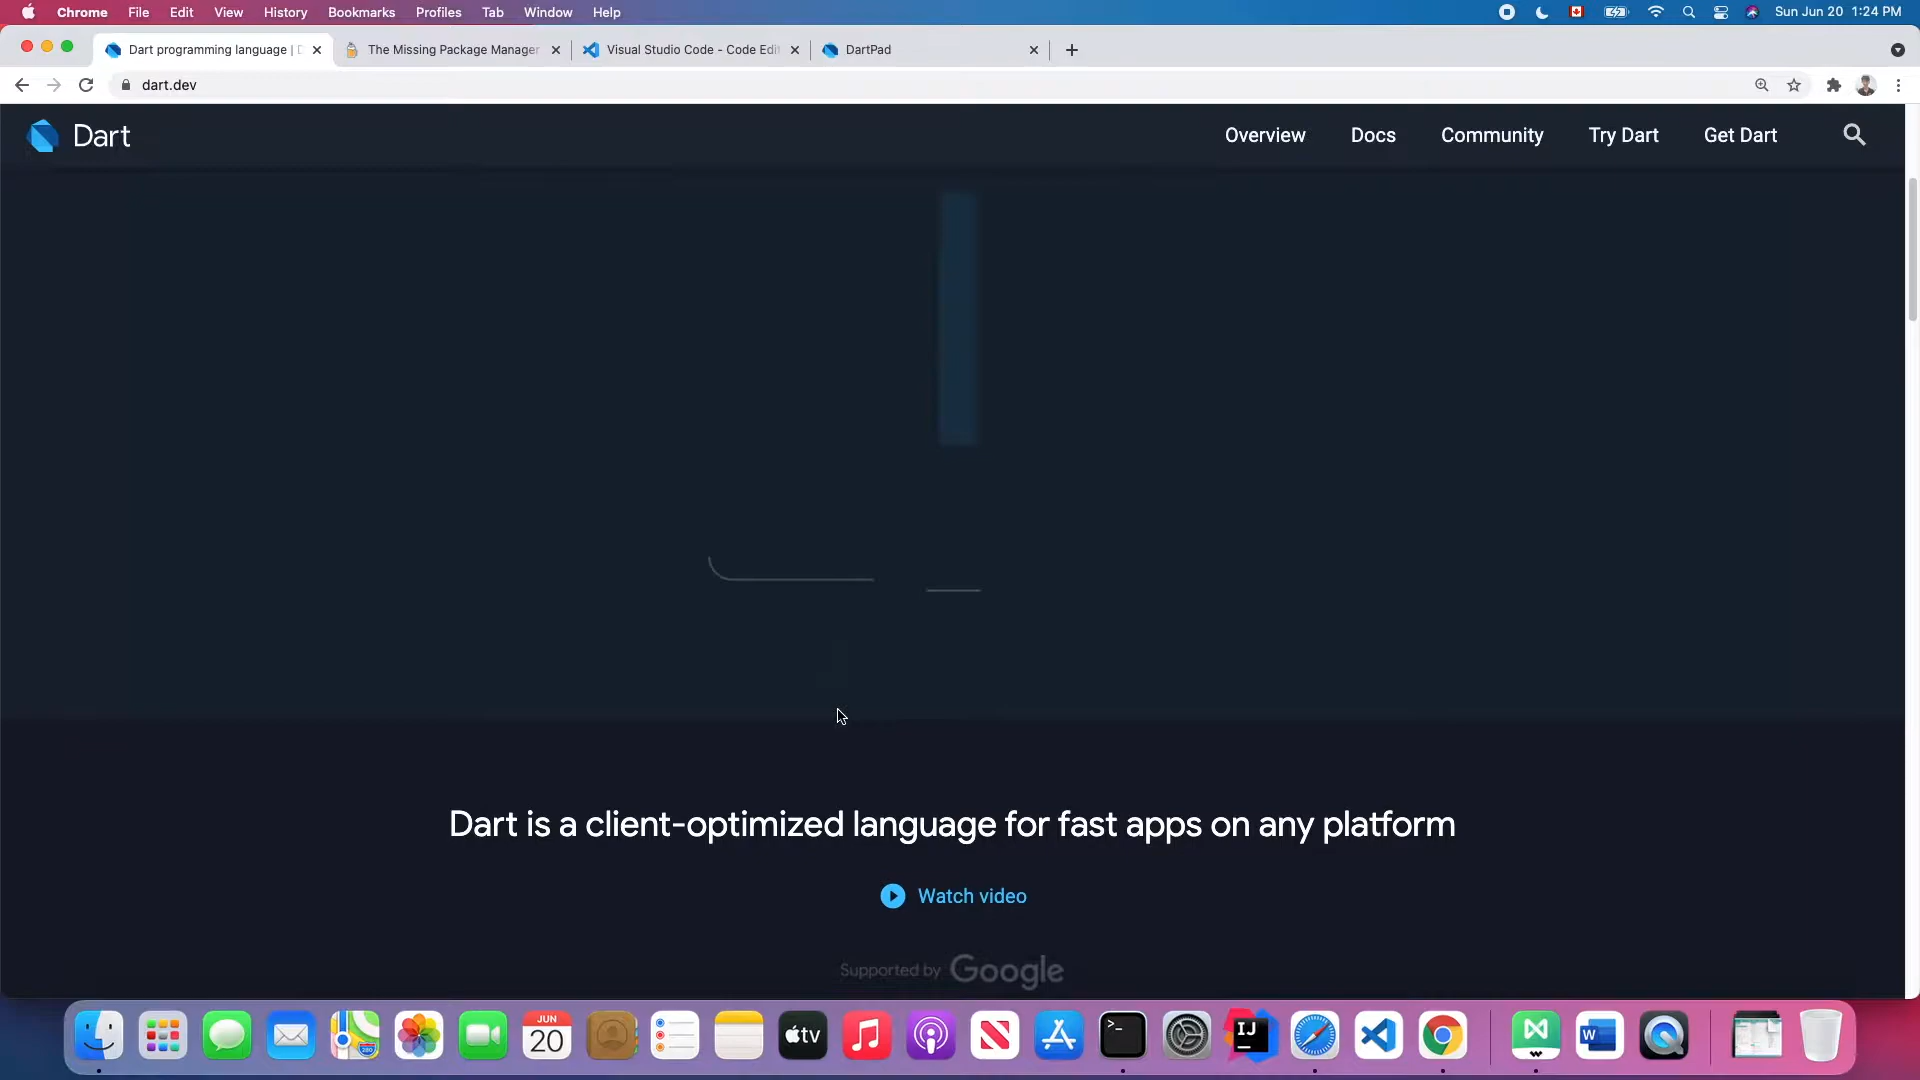 Chrome File Edit View History Bookmarks Profiles Tab Window Help Sun Jun 20 1:24 PM
Dart programming language | The Missing Package Manager Visual Studio Code - Code Edi DartPad
dart.dev
Dart Overview Docs Community Try Dart Get Dart
Dart is a client-optimized language for fast apps on any platform
Watch video
Supported by Google
JUN
20
tv
>_
IJ
W